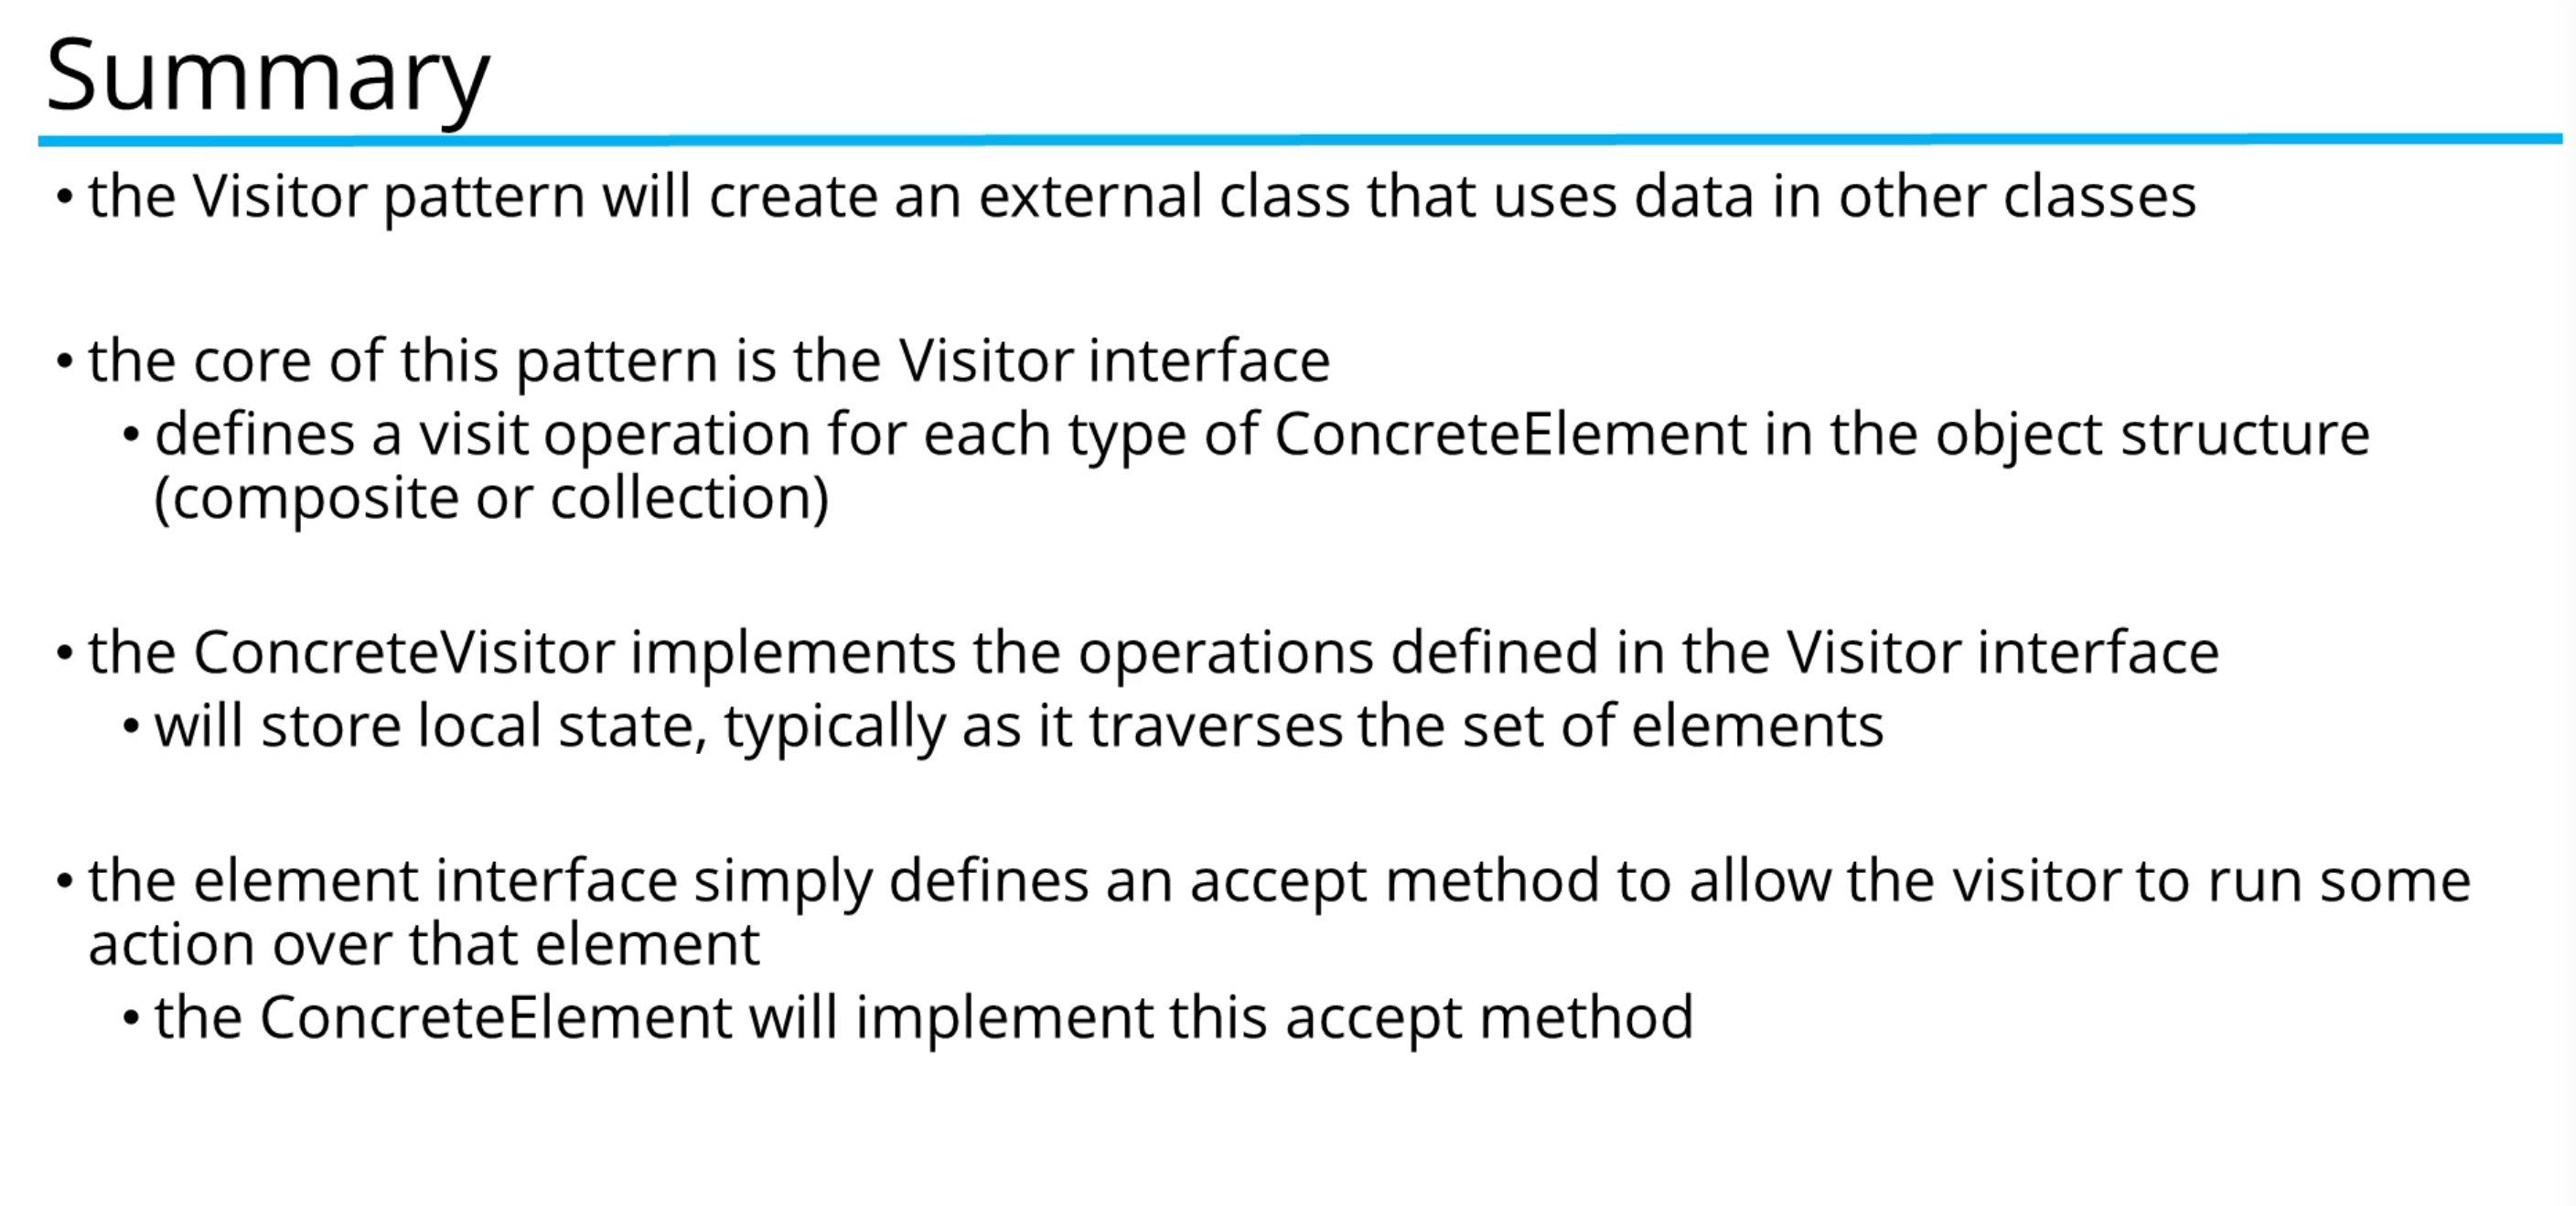 Summary
• the Visitor pattern will create an external class that uses data in other classes
• the core of this pattern is the Visitor interface
• defines a visit operation for each type of ConcreteElement in the object structure
(composite or collection)
• the ConcreteVisitor implements the operations defined in the Visitor interface
• will store local state, typically as it traverses the set of elements
• the element interface simply defines an accept method to allow the visitor to run some
action over that element
• the ConcreteElement will implement this accept method